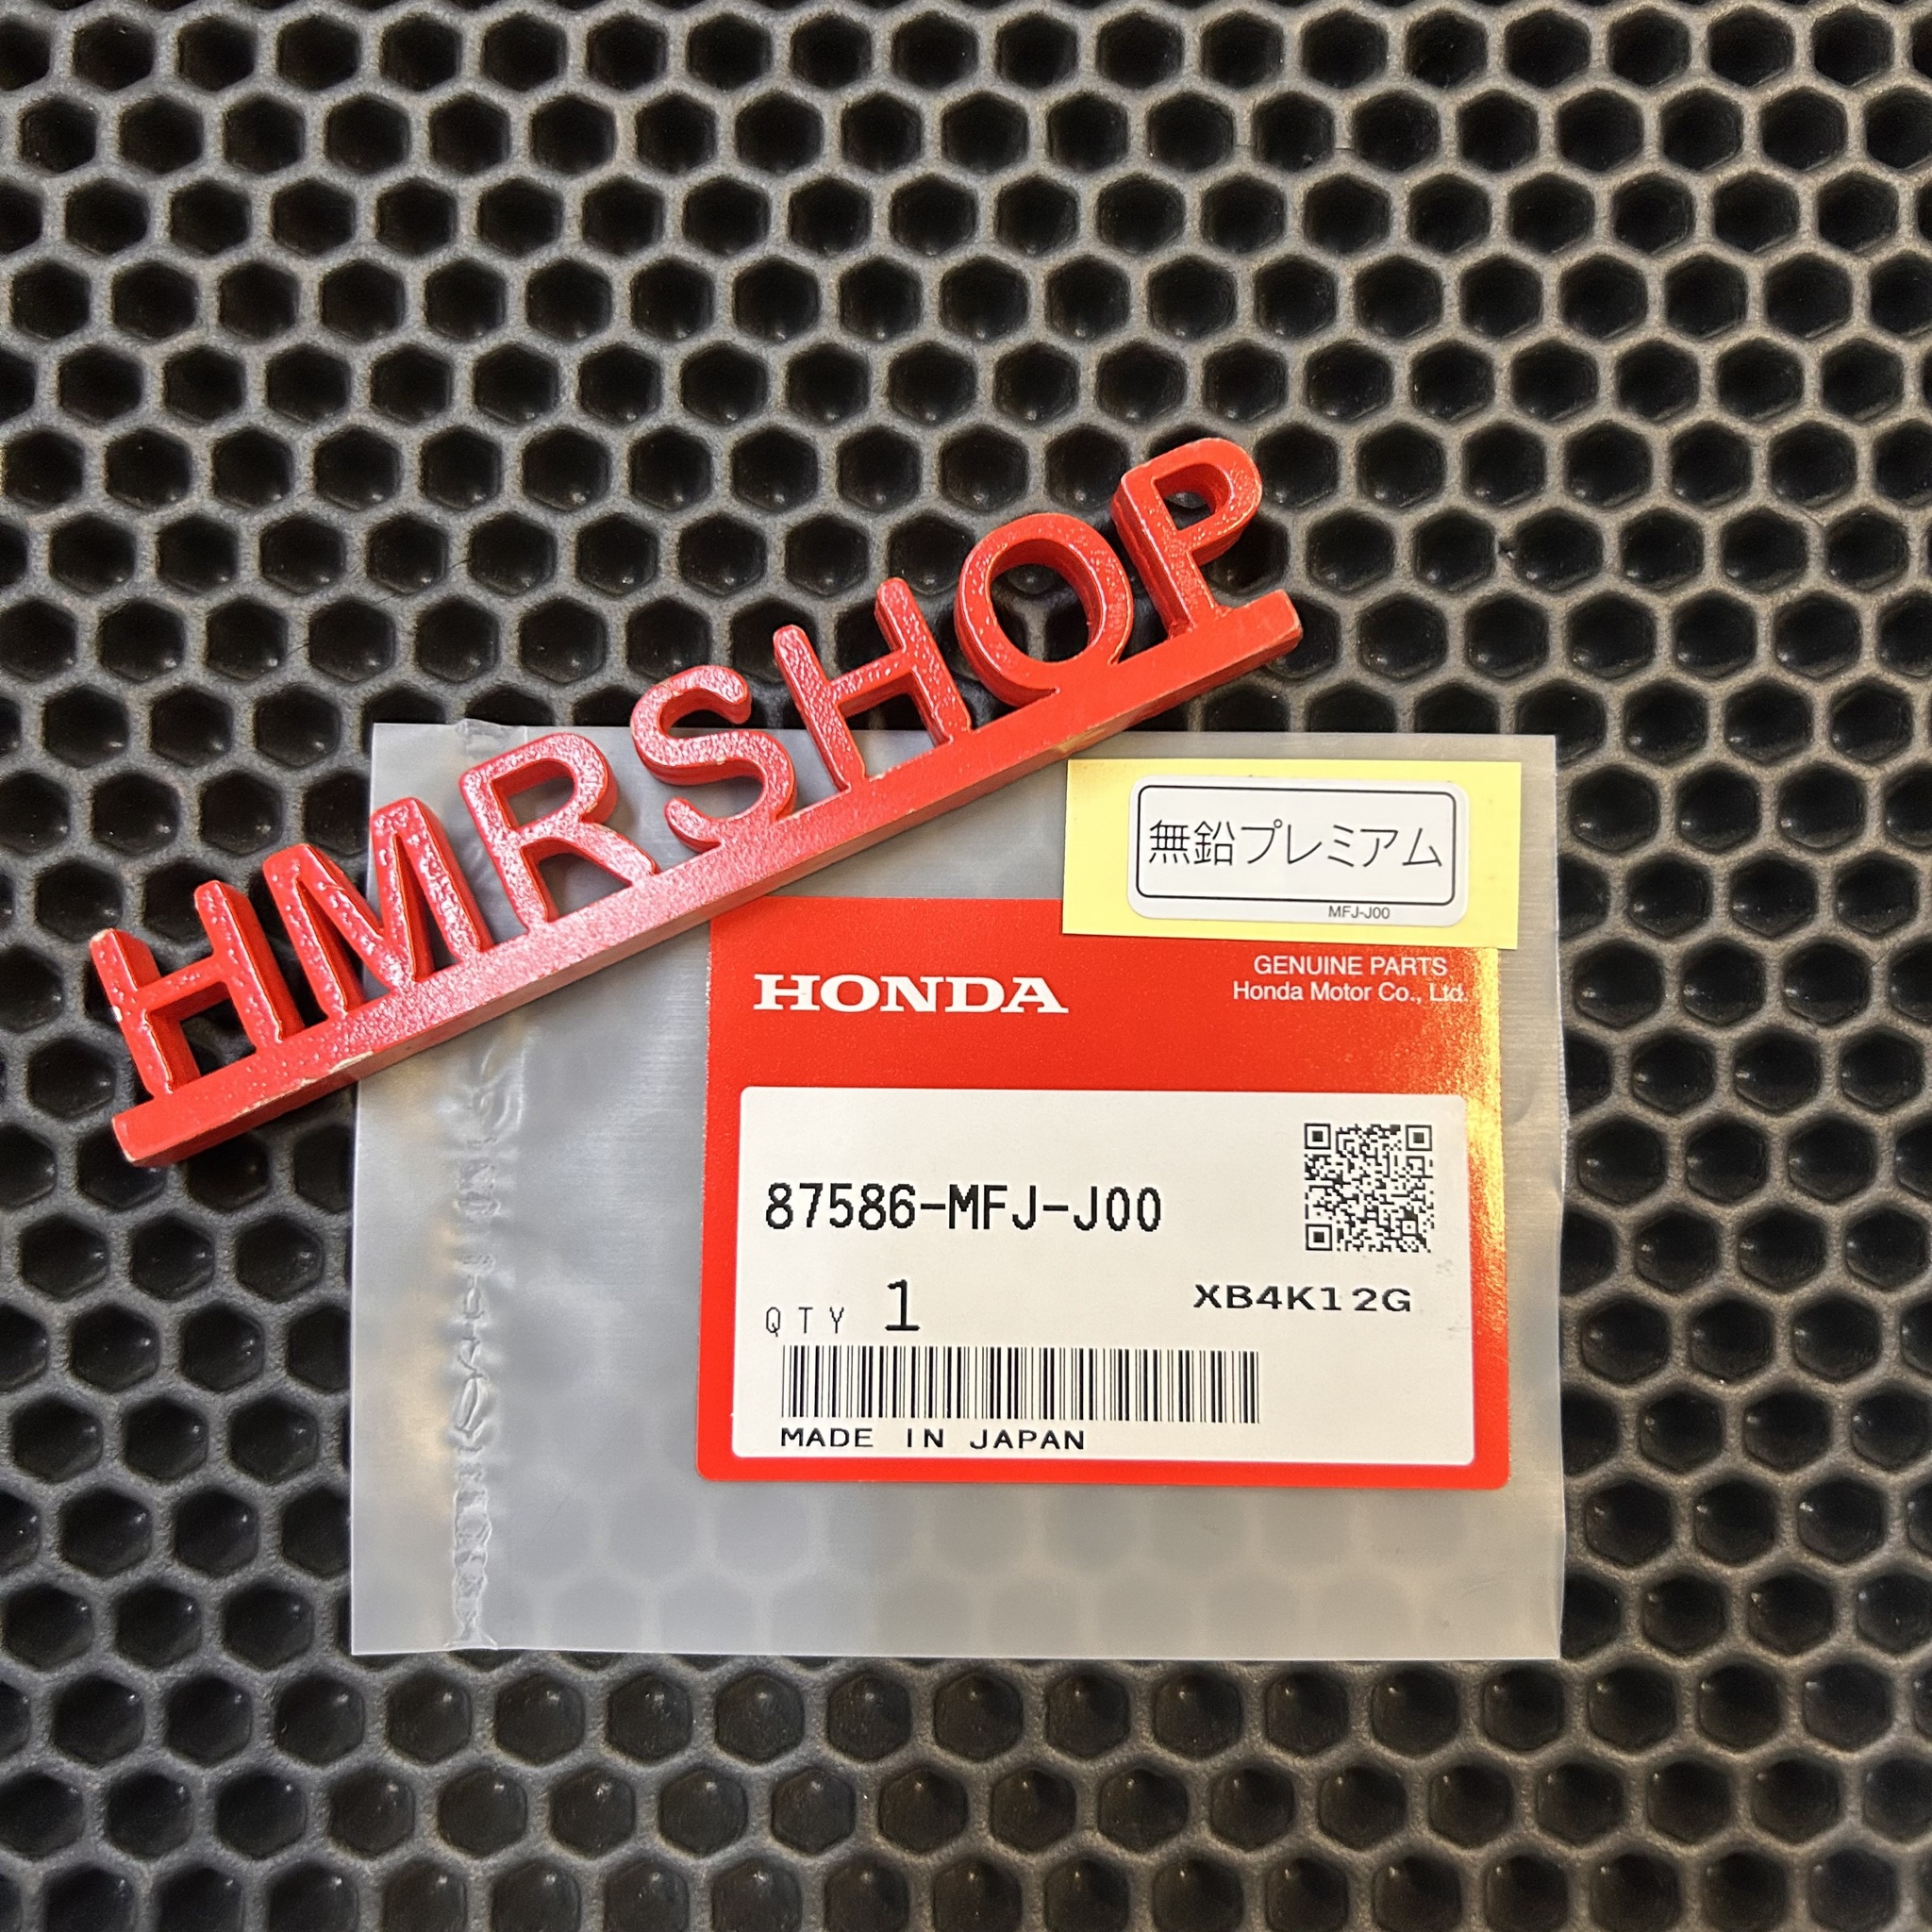 HMRSHOP
無鉛プレミアム
MFJ-J00
HONDA
GENUINE PARTS
Honda Motor Co., Ltd.
87586-MFJ-J00
QTY 1
XB4K12G
MADE IN JAPAN